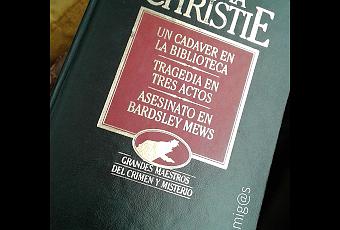 CHRISTIE
UN CADAVER EN
LA BIBLIOTECA
TRAGEDIA EN
TRES ACTOS
ASESINATO EN
BARDSLEY MEWS
GRANDES MAESTROS
DEL CRIMEN Y MISTERIO
mig@s